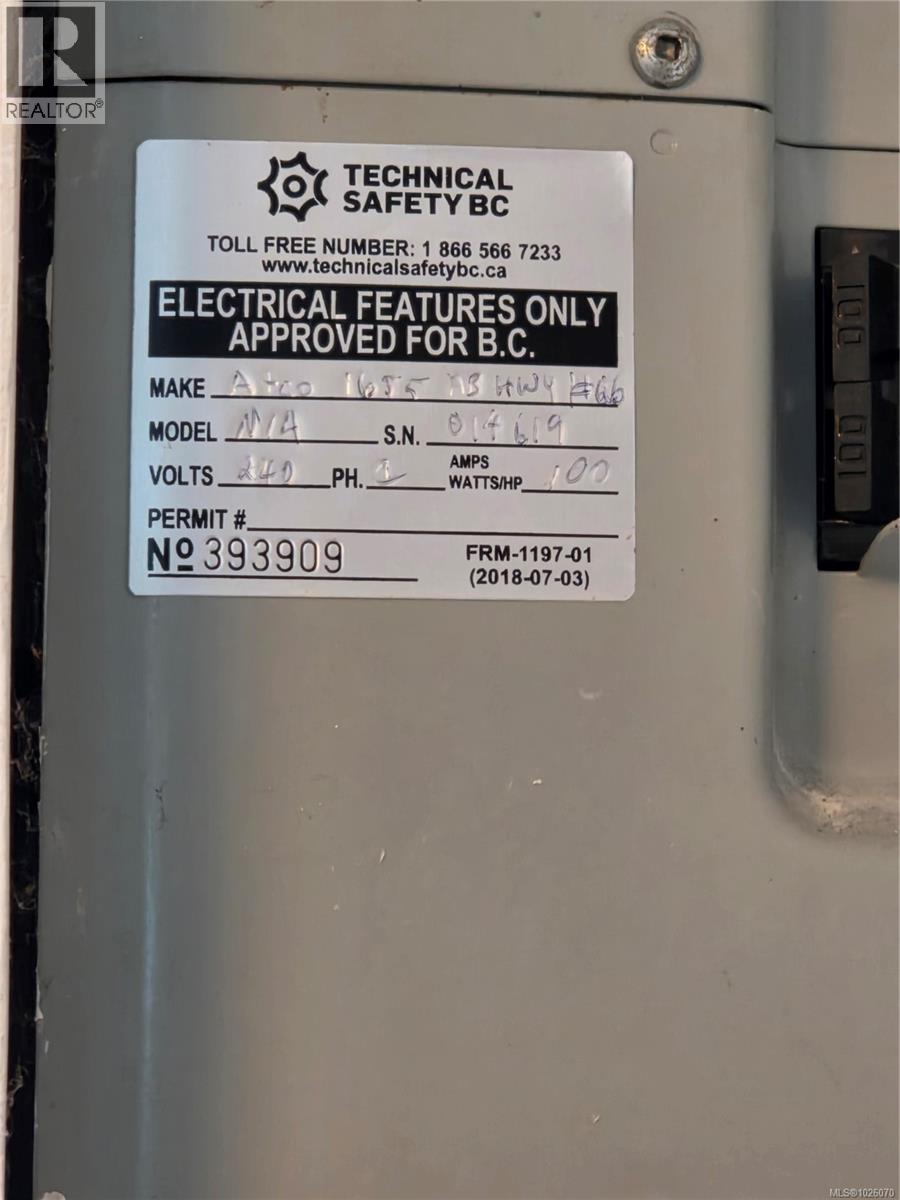 REALTOR®
TECHNICAL
SAFETY BC
TOLL FREE NUMBER: 1 866 566 7233
www.technicalsafetybc.ca
ELECTRICAL FEATURES ONLY
APPROVED FOR B.C.
MAKE Atco 1655 HWY #66
MODEL N/A S.N. 014619
VOLTS 240 PH. 1 AMPS WATTS/HP 100
PERMIT #
Nº 393909
FRM-1197-01
(2018-07-03)
100
100
MLS®1026070